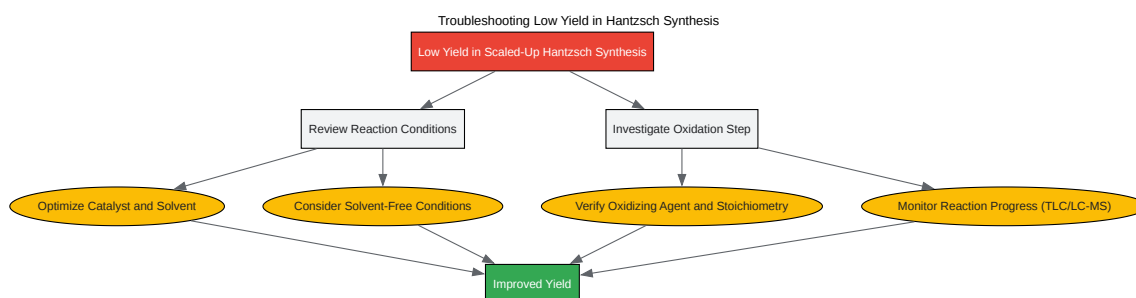 Troubleshooting Low Yield in Hantzsch Synthesis
Low Yield in Scaled-Up Hantzsch Synthesis
Review Reaction Conditions
Investigate Oxidation Step
Optimize Catalyst and Solvent
Consider Solvent-Free Conditions
Verify Oxidizing Agent and Stoichiometry
Monitor Reaction Progress (TLC/LC-MS)
Improved Yield